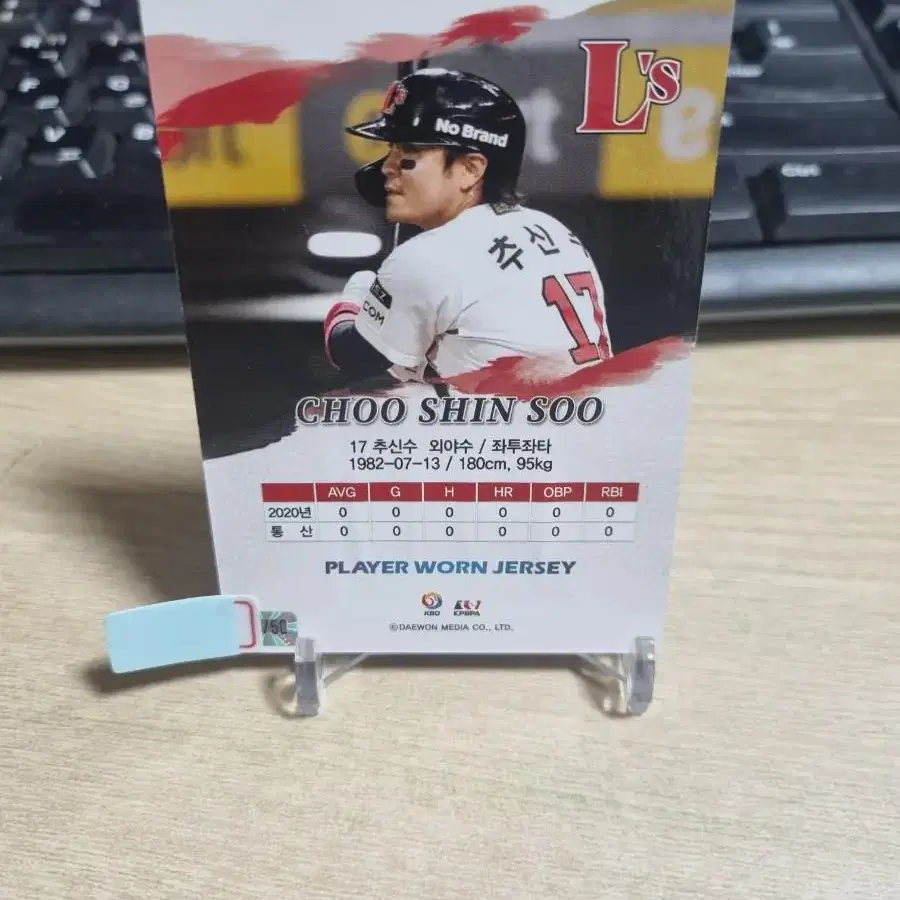 L's
L's
No Brand
추신
17
.COM
CHOO SHIN SOO
17 추신수 외야수 / 좌투좌타
1982-07-13 / 180cm, 95kg
AVG G H HR OBP RBI
2020년 0 0 0 0 0 0
통 산 0 0 0 0 0 0
PLAYER WORN JERSEY
KBO KPBPA
/50
©DAEWON MEDIA CO., LTD.